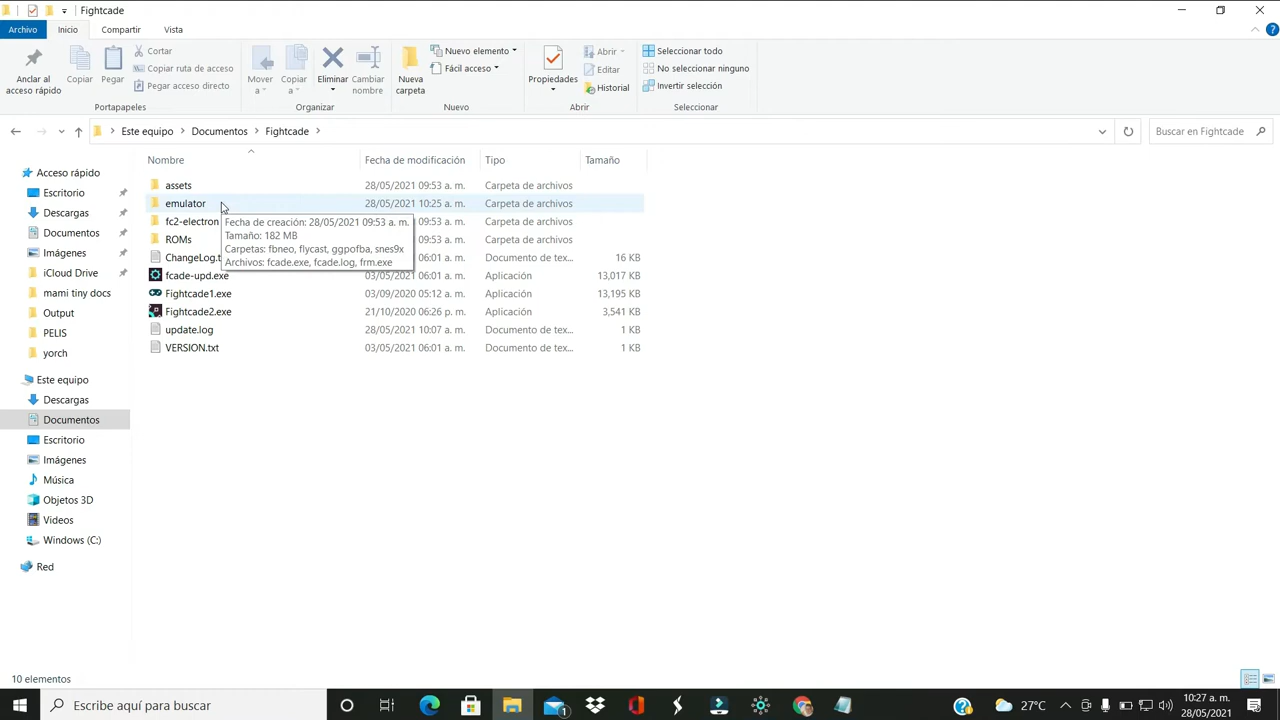 Fightcade
Archivo Inicio Compartir Vista
Anclar al acceso rápido
Copiar
Pegar
Cortar
Copiar ruta de acceso
Pegar acceso directo
Portapapeles
Mover a
Copiar a
Eliminar
Cambiar nombre
Organizar
Nueva carpeta
Nuevo elemento
Fácil acceso
Nuevo
Propiedades
Abrir
Editar
Historial
Abrir
Seleccionar todo
No seleccionar ninguno
Invertir selección
Seleccionar
Este equipo > Documentos > Fightcade >
Buscar en Fightcade
Nombre Fecha de modificación Tipo Tamaño
assets 28/05/2021 09:53 a. m. Carpeta de archivos
emulator 28/05/2021 10:25 a. m. Carpeta de archivos
fc2-electron 09:53 a. m. Carpeta de archivos
ROMs 09:53 a. m. Carpeta de archivos
ChangeLog.t 06:01 a. m. Documento de tex... 16 KB
fcade-upd.exe 03/05/2021 06:01 a. m. Aplicación 13,017 KB
Fightcade1.exe 03/09/2020 05:12 a. m. Aplicación 13,195 KB
Fightcade2.exe 21/10/2020 06:26 p. m. Aplicación 3,541 KB
update.log 28/05/2021 10:07 a. m. Documento de tex... 1 KB
VERSION.txt 03/05/2021 06:01 a. m. Documento de tex... 1 KB
Fecha de creación: 28/05/2021 09:53 a. m.
Tamaño: 182 MB
Carpetas: fbneo, flycast, ggpofba, snes9x
Archivos: fcade.exe, fcade.log, frm.exe
Acceso rápido
Escritorio
Descargas
Documentos
Imágenes
iCloud Drive
mami tiny docs
Output
PELIS
yorch
Este equipo
Descargas
Documentos
Escritorio
Imágenes
Música
Objetos 3D
Videos
Windows (C:)
Red
10 elementos
Escribe aquí para buscar
1
27°C
10:27 a. m.
28/05/2021